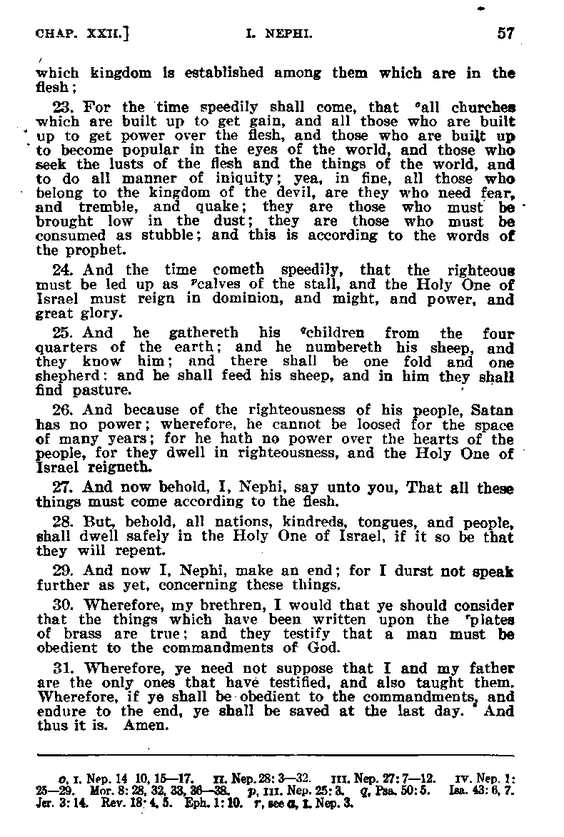 CHAP. XXII.] I. NEPHI. 57
which kingdom is established among them which are in the
flesh;
23. For the time speedily shall come, that ᵒall churches
which are built up to get gain, and all those who are built
up to get power over the flesh, and those who are built up
to become popular in the eyes of the world, and those who
seek the lusts of the flesh and the things of the world, and
to do all manner of iniquity; yea, in fine, all those who
belong to the kingdom of the devil, are they who need fear,
and tremble, and quake; they are those who must be
brought low in the dust; they are those who must be
consumed as stubble; and this is according to the words of
the prophet.
24. And the time cometh speedily, that the righteous
must be led up as ᵖcalves of the stall, and the Holy One of
Israel must reign in dominion, and might, and power, and
great glory.
25. And he gathereth his qchildren from the four
quarters of the earth; and he numbereth his sheep, and
they know him; and there shall be one fold and one
shepherd: and he shall feed his sheep, and in him they shall
find pasture.
26. And because of the righteousness of his people, Satan
has no power; wherefore, he cannot be loosed for the space
of many years; for he hath no power over the hearts of the
people, for they dwell in righteousness, and the Holy One of
Israel reigneth.
27. And now behold, I, Nephi, say unto you, That all these
things must come according to the flesh.
28. But, behold, all nations, kindreds, tongues, and people,
shall dwell safely in the Holy One of Israel, if it so be that
they will repent.
29. And now I, Nephi, make an end; for I durst not speak
further as yet, concerning these things.
30. Wherefore, my brethren, I would that ye should consider
that the things which have been written upon the ʳplates
of brass are true; and they testify that a man must be
obedient to the commandments of God.
31. Wherefore, ye need not suppose that I and my father
are the only ones that have testified, and also taught them.
Wherefore, if ye shall be obedient to the commandments, and
endure to the end, ye shall be saved at the last day. And
thus it is. Amen.
o, I. Nep. 14 10, 15—17. II. Nep. 28: 3—32. III. Nep. 27: 7—12. IV. Nep. 1:
25—29. Mor. 8: 28, 32, 33, 36—38. p, III. Nep. 25: 3. q, Psa. 50: 5. Isa. 43: 6, 7.
Jer. 3: 14. Rev. 18: 4, 5. Eph. 1: 10. r, see a, I. Nep. 3.